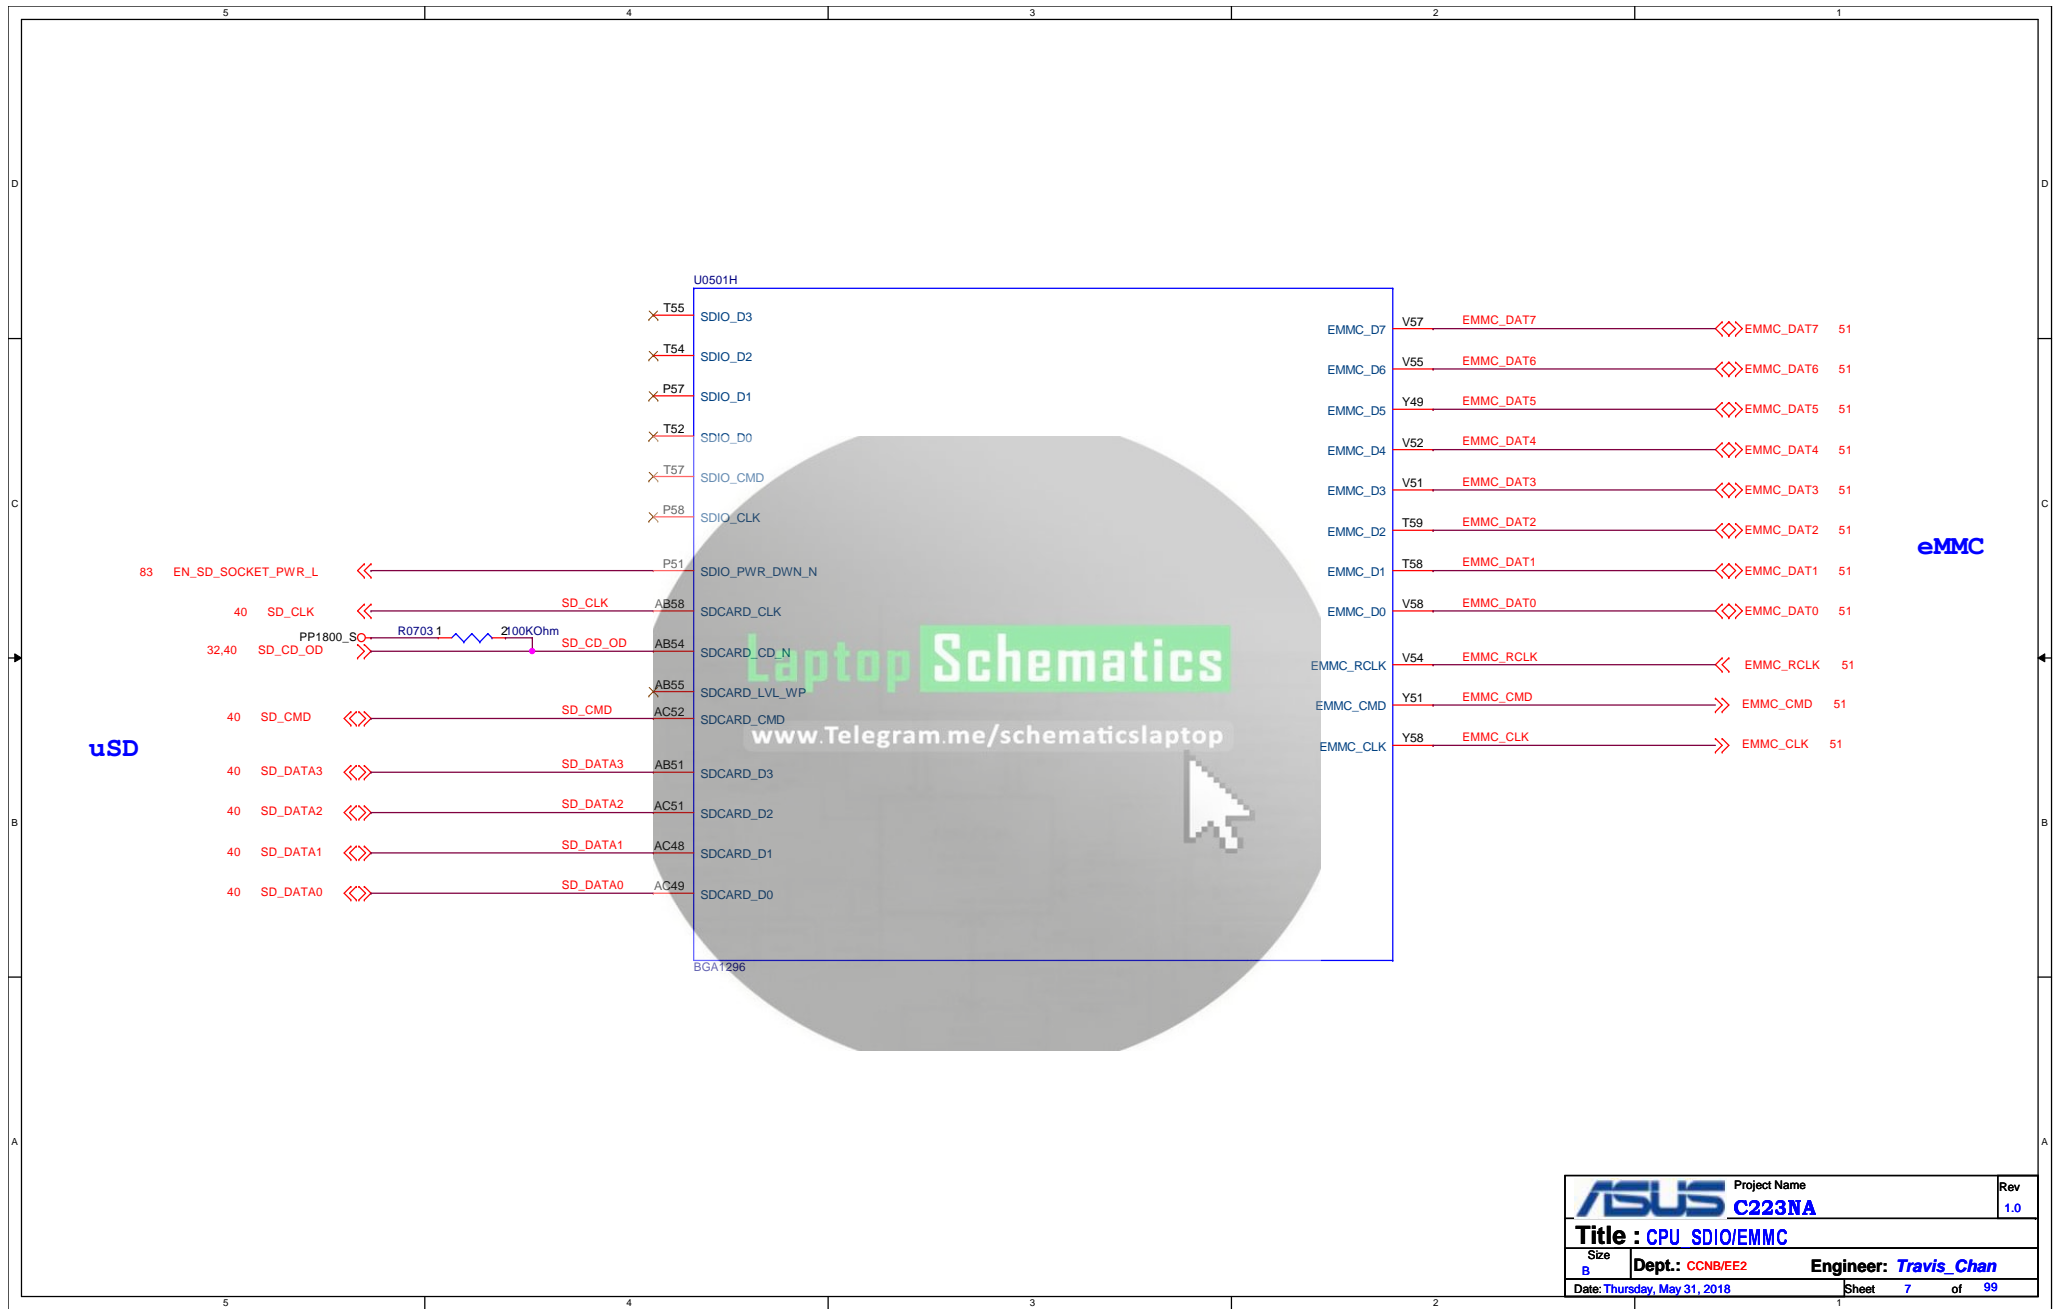 5 4 3 2 1
D D
C C
B B
A A
U0501H
T55 SDIO_D3
T54 SDIO_D2
P57 SDIO_D1
T52 SDIO_D0
T57 SDIO_CMD
P58 SDIO_CLK
83 EN_SD_SOCKET_PWR_L P51 SDIO_PWR_DWN_N
40 SD_CLK SD_CLK AB58 SDCARD_CLK
PP1800_S R0703 1 2 100KOhm
32,40 SD_CD_OD SD_CD_OD AB54 SDCARD_CD_N
AB55 SDCARD_LVL_WP
40 SD_CMD SD_CMD AC52 SDCARD_CMD
uSD
40 SD_DATA3 SD_DATA3 AB51 SDCARD_D3
40 SD_DATA2 SD_DATA2 AC51 SDCARD_D2
40 SD_DATA1 SD_DATA1 AC48 SDCARD_D1
40 SD_DATA0 SD_DATA0 AC49 SDCARD_D0
BGA1296
EMMC_D7 V57 EMMC_DAT7 EMMC_DAT7 51
EMMC_D6 V55 EMMC_DAT6 EMMC_DAT6 51
EMMC_D5 Y49 EMMC_DAT5 EMMC_DAT5 51
EMMC_D4 V52 EMMC_DAT4 EMMC_DAT4 51
EMMC_D3 V51 EMMC_DAT3 EMMC_DAT3 51
EMMC_D2 T59 EMMC_DAT2 EMMC_DAT2 51
eMMC
EMMC_D1 T58 EMMC_DAT1 EMMC_DAT1 51
EMMC_D0 V58 EMMC_DAT0 EMMC_DAT0 51
EMMC_RCLK V54 EMMC_RCLK EMMC_RCLK 51
EMMC_CMD Y51 EMMC_CMD EMMC_CMD 51
EMMC_CLK Y58 EMMC_CLK EMMC_CLK 51
Laptop Schematics
www.Telegram.me/schematicslaptop
ASUS Project Name Rev
C223NA 1.0
Title : CPU SDIO/EMMC
Size B Dept.: CCNB/EE2 Engineer: Travis_Chan
Date: Thursday, May 31, 2018 Sheet 7 of 99
5 4 3 2 1